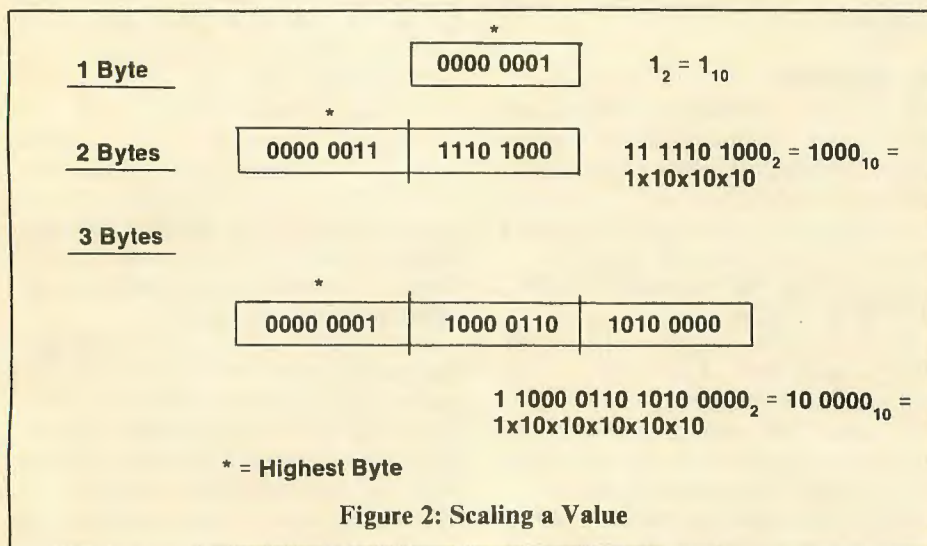 *
1 Byte 0000 0001 1₂ = 1₁₀
*
2 Bytes 0000 0011 1110 1000 11 1110 1000₂ = 1000₁₀ =
1x10x10x10
3 Bytes
*
0000 0001 1000 0110 1010 0000
1 1000 0110 1010 0000₂ = 10 0000₁₀ =
1x10x10x10x10x10
* = Highest Byte
Figure 2: Scaling a Value